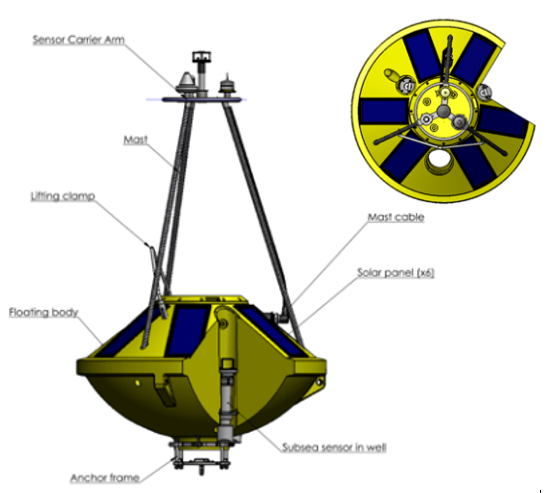 Sensor Carrier Arm
Mast
Lifting clamp
Mast cable
Solar panel (x6)
Floating body
Subsea sensor in well
Anchor frame